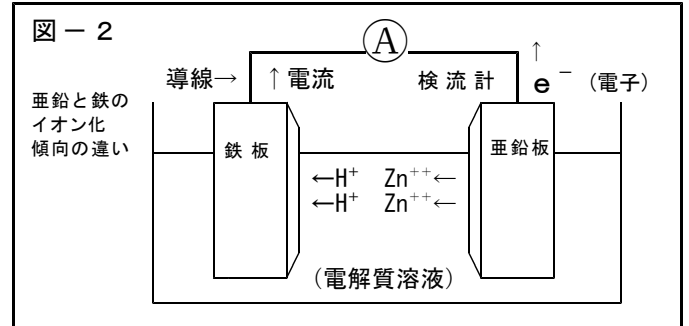 図－2
Ⓐ
導線→ ↑電流 検流計 ↑ e⁻ (電子)
亜鉛と鉄の
イオン化
傾向の違い
鉄板
亜鉛板
←H⁺ Zn⁺⁺←
←H⁺ Zn⁺⁺←
(電解質溶液)